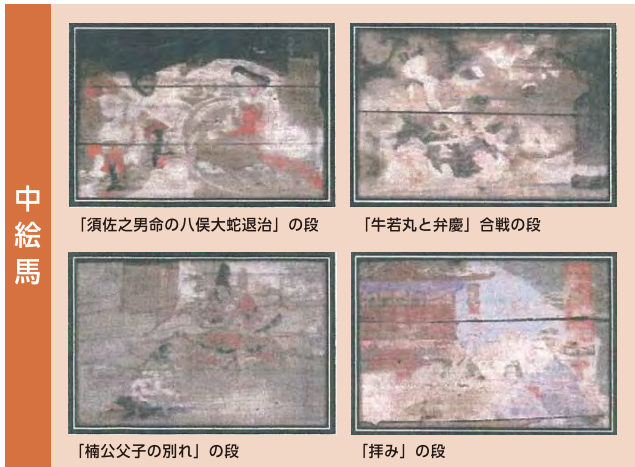 中絵馬
「須佐之男命の八俣大蛇退治」の段
「牛若丸と弁慶」合戦の段
「楠公父子の別れ」の段
「拝み」の段